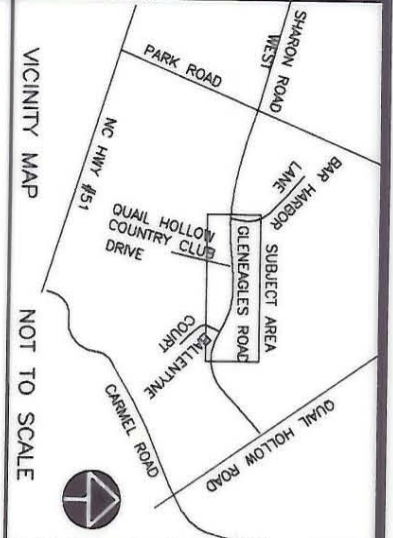 SHARON ROAD
WEST
PARK ROAD
BAR HARBOR
LANE
SUBJECT AREA
GLENEAGLES ROAD
QUAIL HOLLOW
COUNTRY CLUB
DRIVE
BALLENTYNE
COURT
NC HWY #51
QUAIL HOLLOW ROAD
CARMEL ROAD
VICINITY MAP
NOT TO SCALE